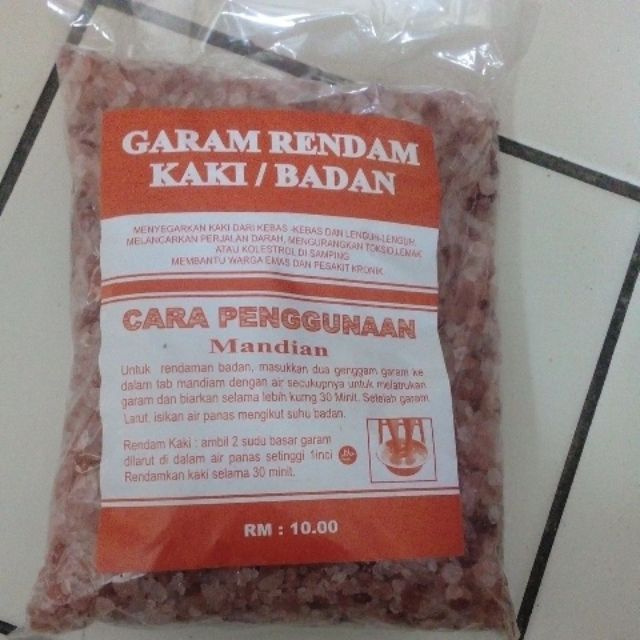 GARAM RENDAM
KAKI / BADAN
MENYEGARKAN KAKI DARI KEBAS -KEBAS DAN LENGUH-LENGUH.
MELANCARKAN PERJALAN DARAH, MENGURANGKAN TOKSID,LEMAK
ATAU KOLESTROL DI SAMPING
MEMBANTU WARGA EMAS DAN PESAKIT KRONIK
CARA PENGGUNAAN
Mandian
Untuk rendaman badan, masukkan dua genggam garam ke
dalam tab mandiam dengan air secukupnya untuk melatrukan
garam dan biarkan selama lebih kurng 30 Minit. Setelah garam
Larut, isikan air panas mengikut suhu badan.
Rendam Kaki : ambil 2 sudu basar garam
dilarut di dalam air panas setinggi 1inci
Rendamkan kaki selama 30 minit.
RM : 10.00